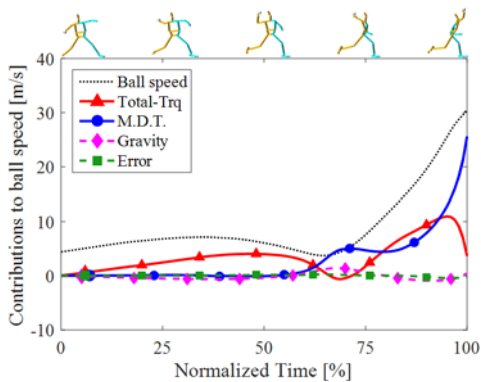 40
30
20
10
0
-10
Contributions to ball speed [m/s]
Ball speed
Total-Trq
M.D.T.
Gravity
Error
0
25
50
75
100
Normalized Time [%]